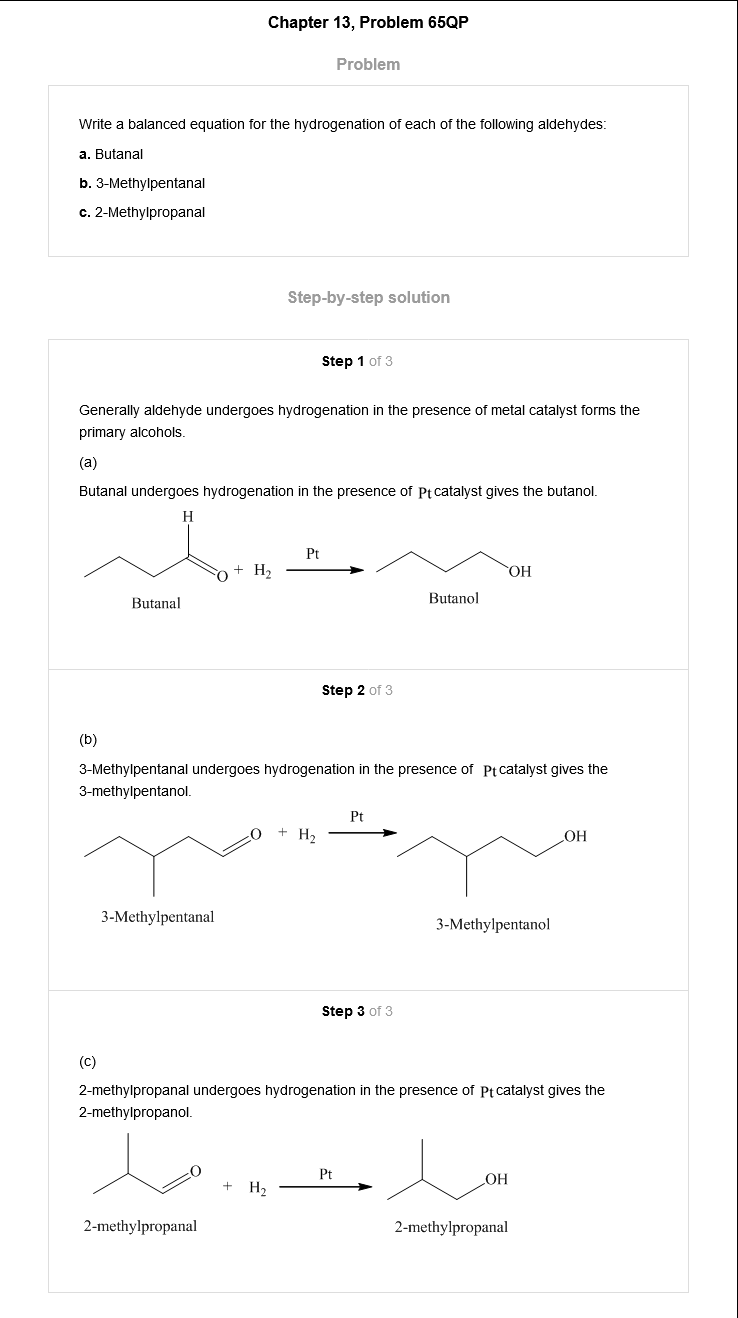 Chapter 13, Problem 65QP
Problem
Write a balanced equation for the hydrogenation of each of the following aldehydes:
a. Butanal
b. 3-Methylpentanal
c. 2-Methylpropanal
Step-by-step solution
Step 1 of 3
Generally aldehyde undergoes hydrogenation in the presence of metal catalyst forms the
primary alcohols.
(a)
Butanal undergoes hydrogenation in the presence of Pt catalyst gives the butanol.
H
O + H2 Pt OH
Butanal Butanol
Step 2 of 3
(b)
3-Methylpentanal undergoes hydrogenation in the presence of Pt catalyst gives the
3-methylpentanol.
O + H2 Pt OH
3-Methylpentanal 3-Methylpentanol
Step 3 of 3
(c)
2-methylpropanal undergoes hydrogenation in the presence of Pt catalyst gives the
2-methylpropanol.
O + H2 Pt OH
2-methylpropanal 2-methylpropanal